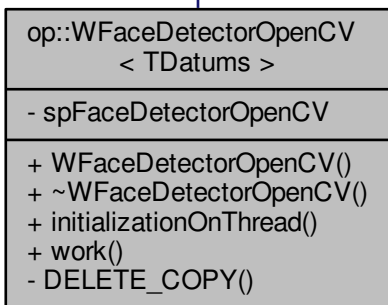 op::WFaceDetectorOpenCV
< TDatums >
- spFaceDetectorOpenCV
+ WFaceDetectorOpenCV()
+ ~WFaceDetectorOpenCV()
+ initializationOnThread()
+ work()
- DELETE_COPY()